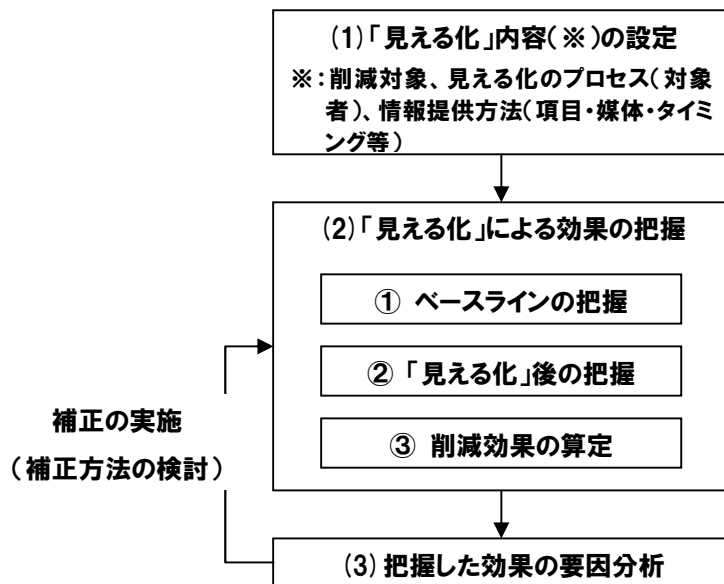 (1)「見える化」内容(※)の設定
※:削減対象、見える化のプロセス(対象
者)、情報提供方法(項目・媒体・タイミ
ング等)
(2)「見える化」による効果の把握
① ベースラインの把握
② 「見える化」後の把握
③ 削減効果の算定
補正の実施
(補正方法の検討)
(3)把握した効果の要因分析